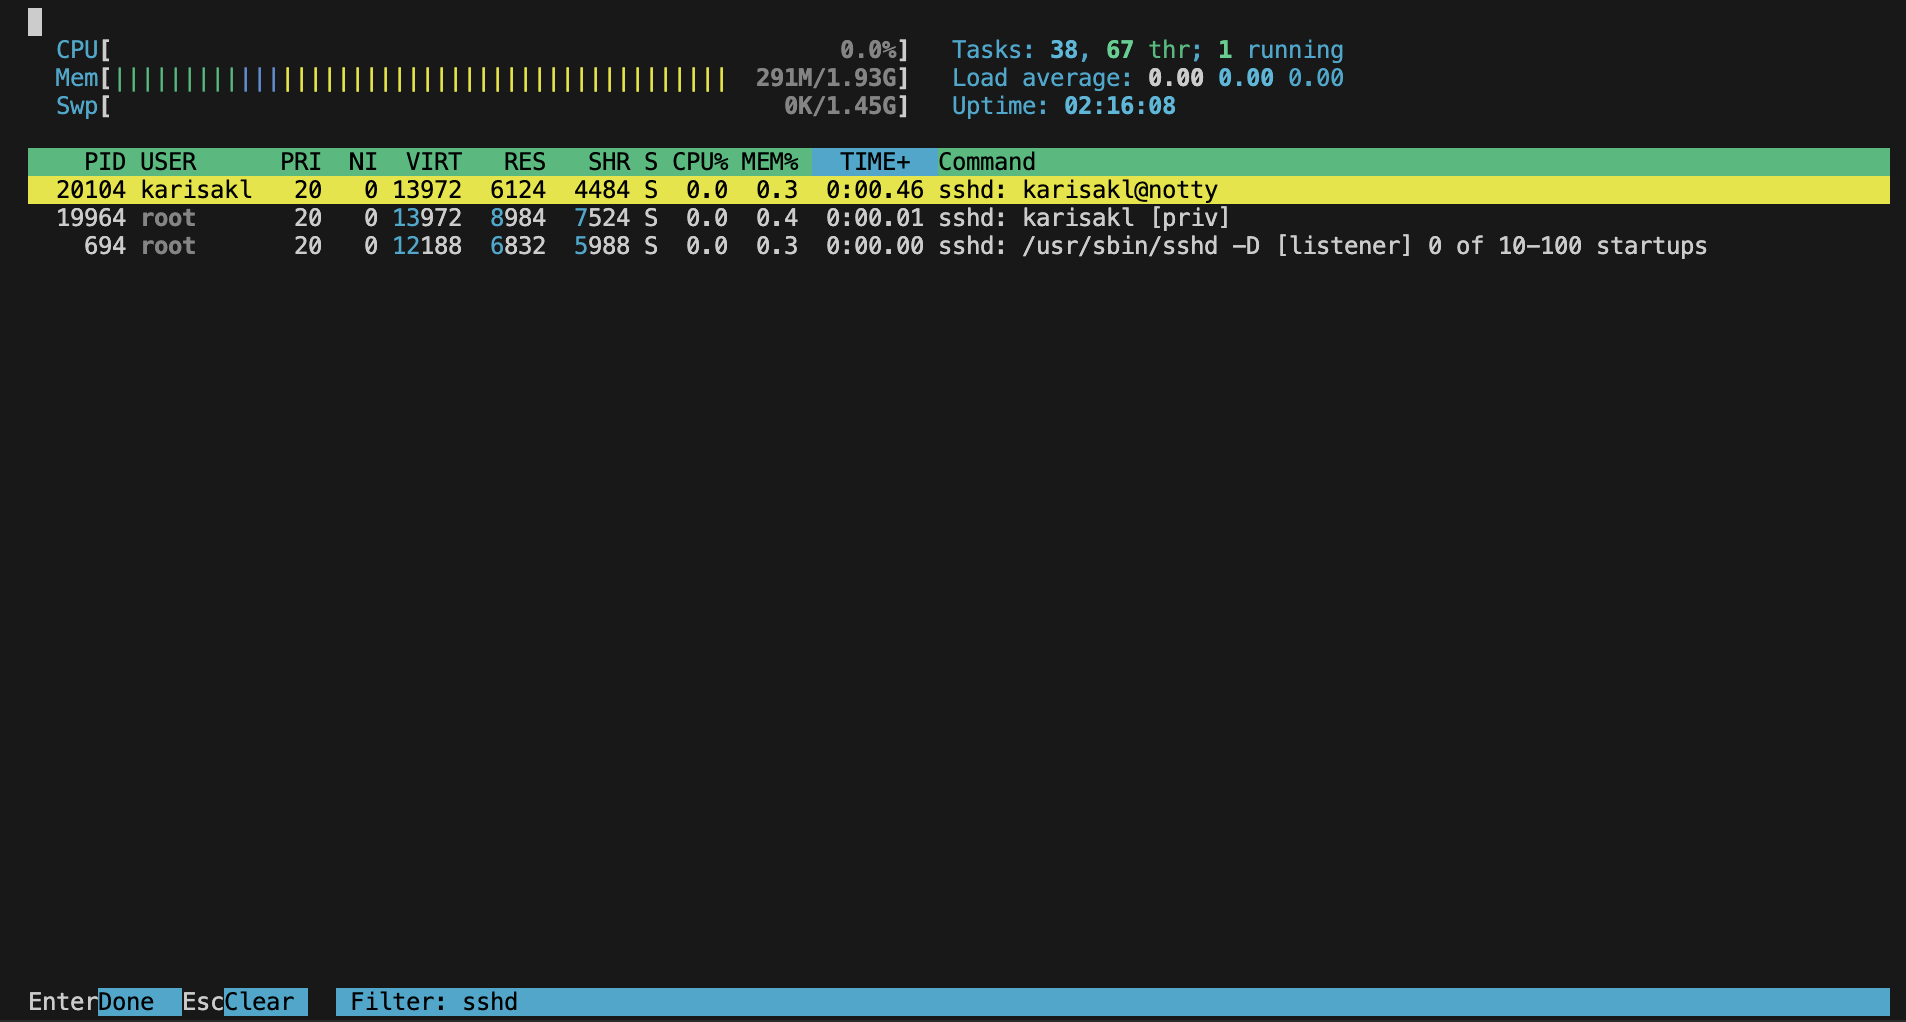 CPU[ 0.0%] Tasks: 38, 67 thr; 1 running
Mem[|||||||||||||||||||||||||||||||||||||||||||| 291M/1.93G] Load average: 0.00 0.00 0.00
Swp[ 0K/1.45G] Uptime: 02:16:08
PID USER PRI NI VIRT RES SHR S CPU% MEM% TIME+ Command
20104 karisakl 20 0 13972 6124 4484 S 0.0 0.3 0:00.46 sshd: karisakl@notty
19964 root 20 0 13972 8984 7524 S 0.0 0.4 0:00.01 sshd: karisakl [priv]
694 root 20 0 12188 6832 5988 S 0.0 0.3 0:00.00 sshd: /usr/sbin/sshd -D [listener] 0 of 10-100 startups
EnterDone EscClear Filter: sshd